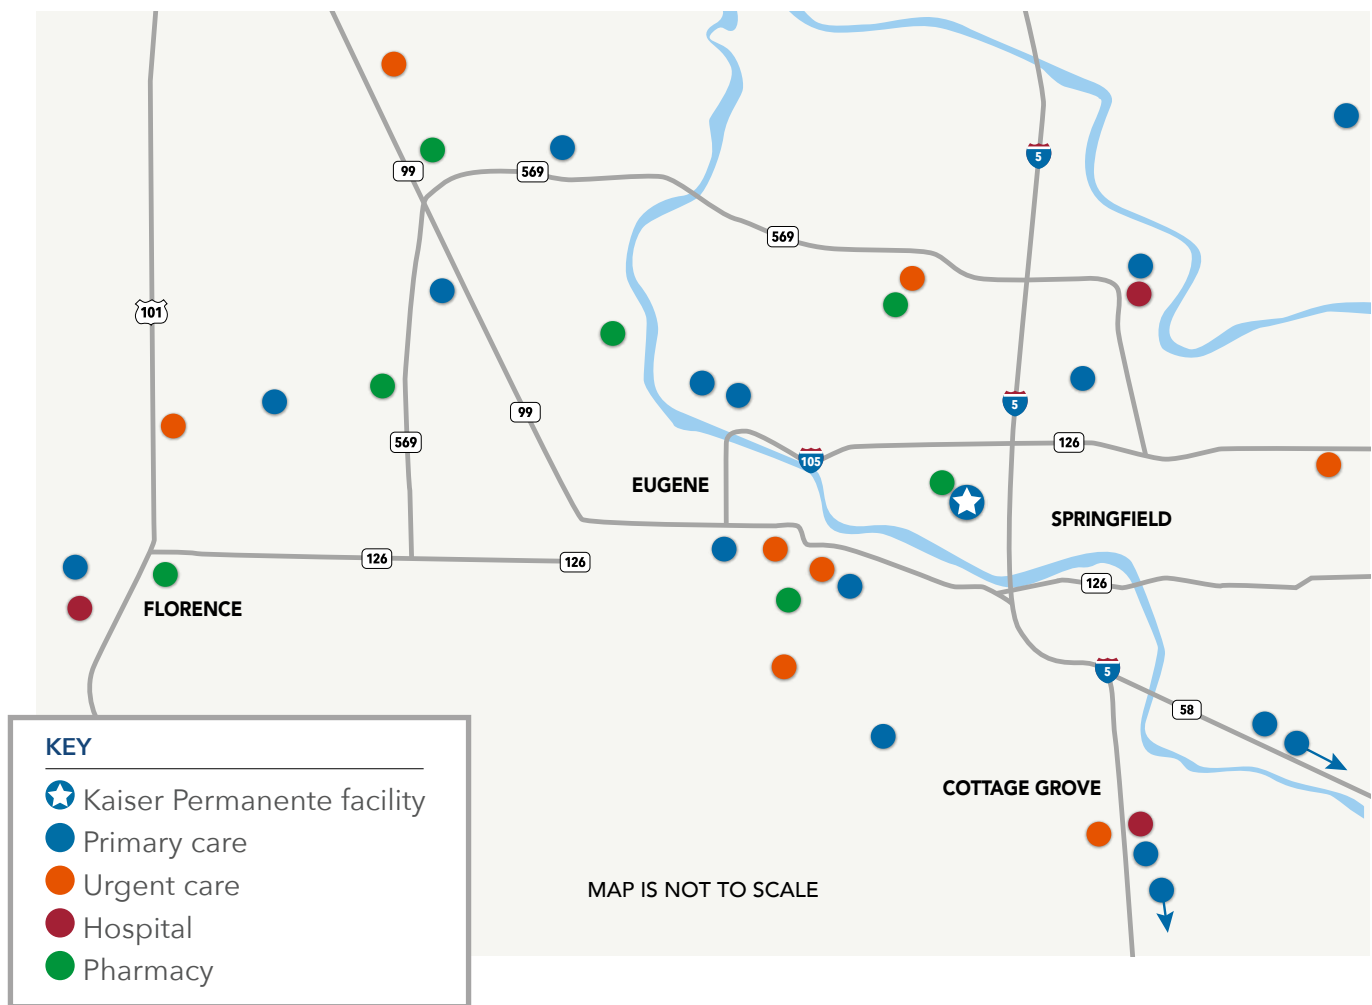 5
99
569
569
101
99
5
569
126
105
EUGENE
SPRINGFIELD
126
126
126
FLORENCE
5
58
KEY
COTTAGE GROVE
Kaiser Permanente facility
Primary care
Urgent care
MAP IS NOT TO SCALE
Hospital
Pharmacy